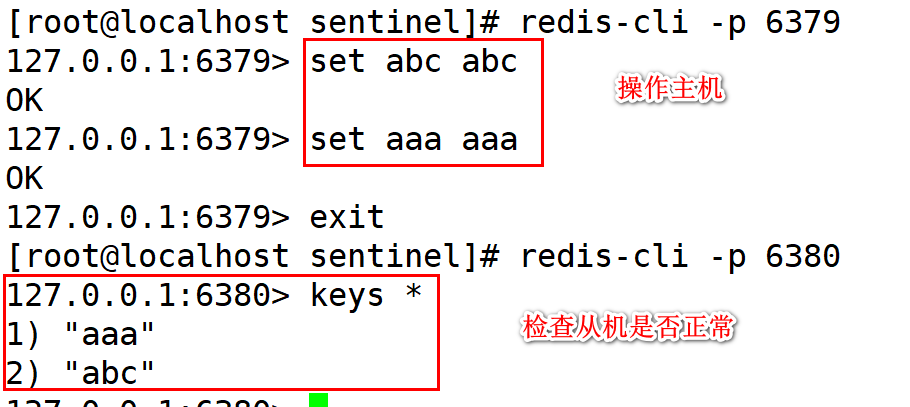 [root@localhost sentinel]# redis-cli -p 6379
127.0.0.1:6379> set abc abc
操作主机
OK
127.0.0.1:6379> set aaa aaa
OK
127.0.0.1:6379> exit
[root@localhost sentinel]# redis-cli -p 6380
127.0.0.1:6380> keys *
检查从机是否正常
1) "aaa"
2) "abc"
127.0.0.1:6380>